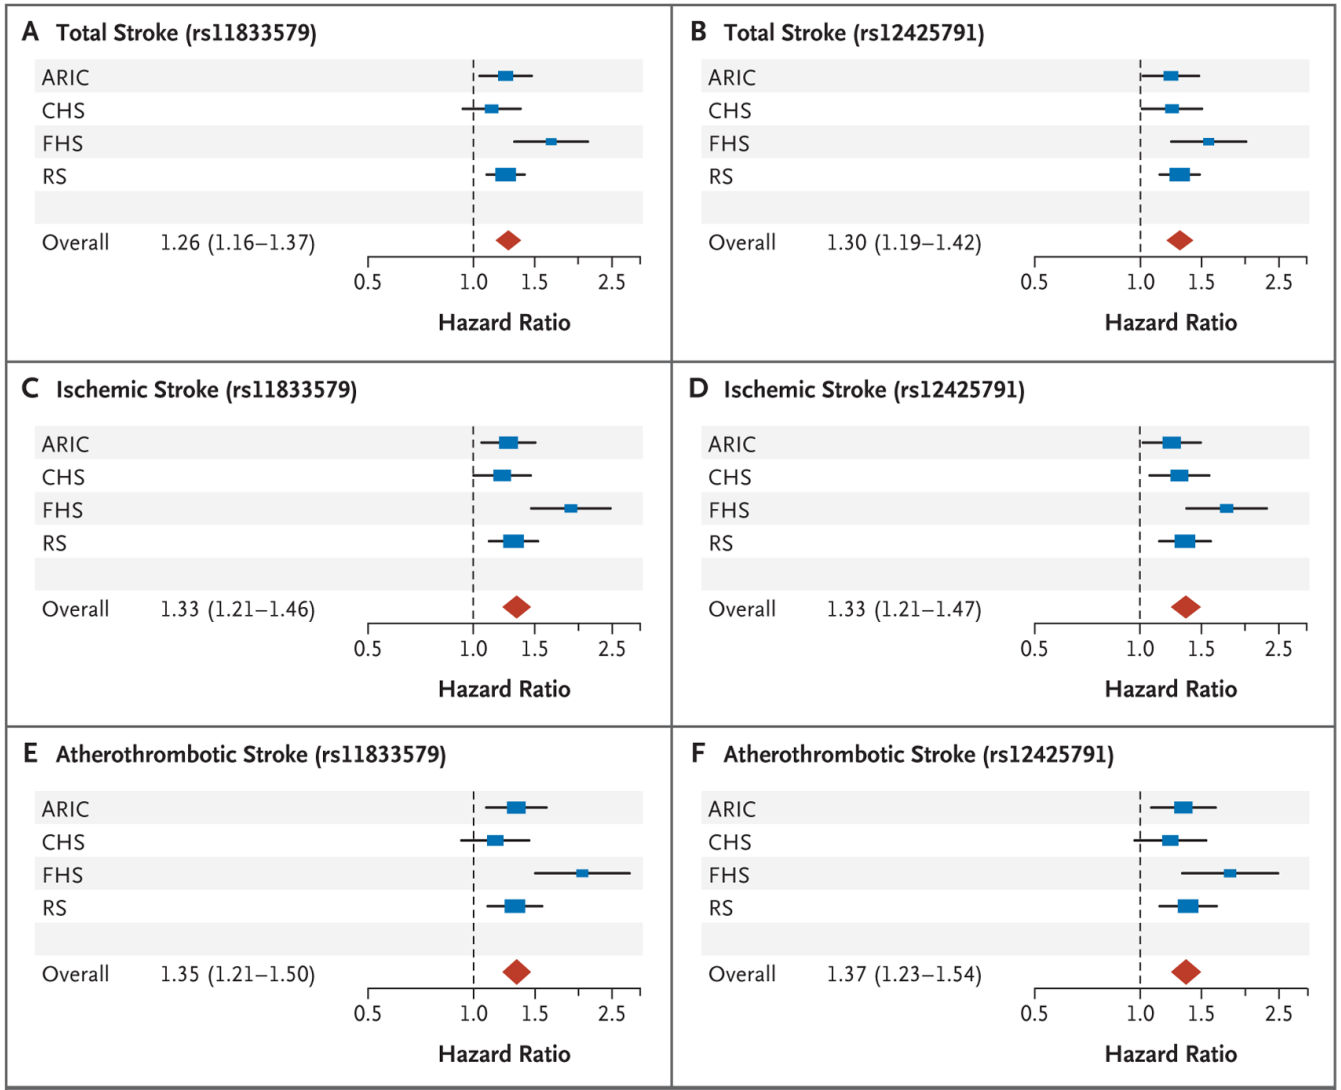 A Total Stroke (rs11833579)
ARIC
CHS
FHS
RS
Overall 1.26 (1.16–1.37)
0.5 1.0 1.5 2.5
Hazard Ratio
B Total Stroke (rs12425791)
ARIC
CHS
FHS
RS
Overall 1.30 (1.19–1.42)
0.5 1.0 1.5 2.5
Hazard Ratio
C Ischemic Stroke (rs11833579)
ARIC
CHS
FHS
RS
Overall 1.33 (1.21–1.46)
0.5 1.0 1.5 2.5
Hazard Ratio
D Ischemic Stroke (rs12425791)
ARIC
CHS
FHS
RS
Overall 1.33 (1.21–1.47)
0.5 1.0 1.5 2.5
Hazard Ratio
E Atherothrombotic Stroke (rs11833579)
ARIC
CHS
FHS
RS
Overall 1.35 (1.21–1.50)
0.5 1.0 1.5 2.5
Hazard Ratio
F Atherothrombotic Stroke (rs12425791)
ARIC
CHS
FHS
RS
Overall 1.37 (1.23–1.54)
0.5 1.0 1.5 2.5
Hazard Ratio